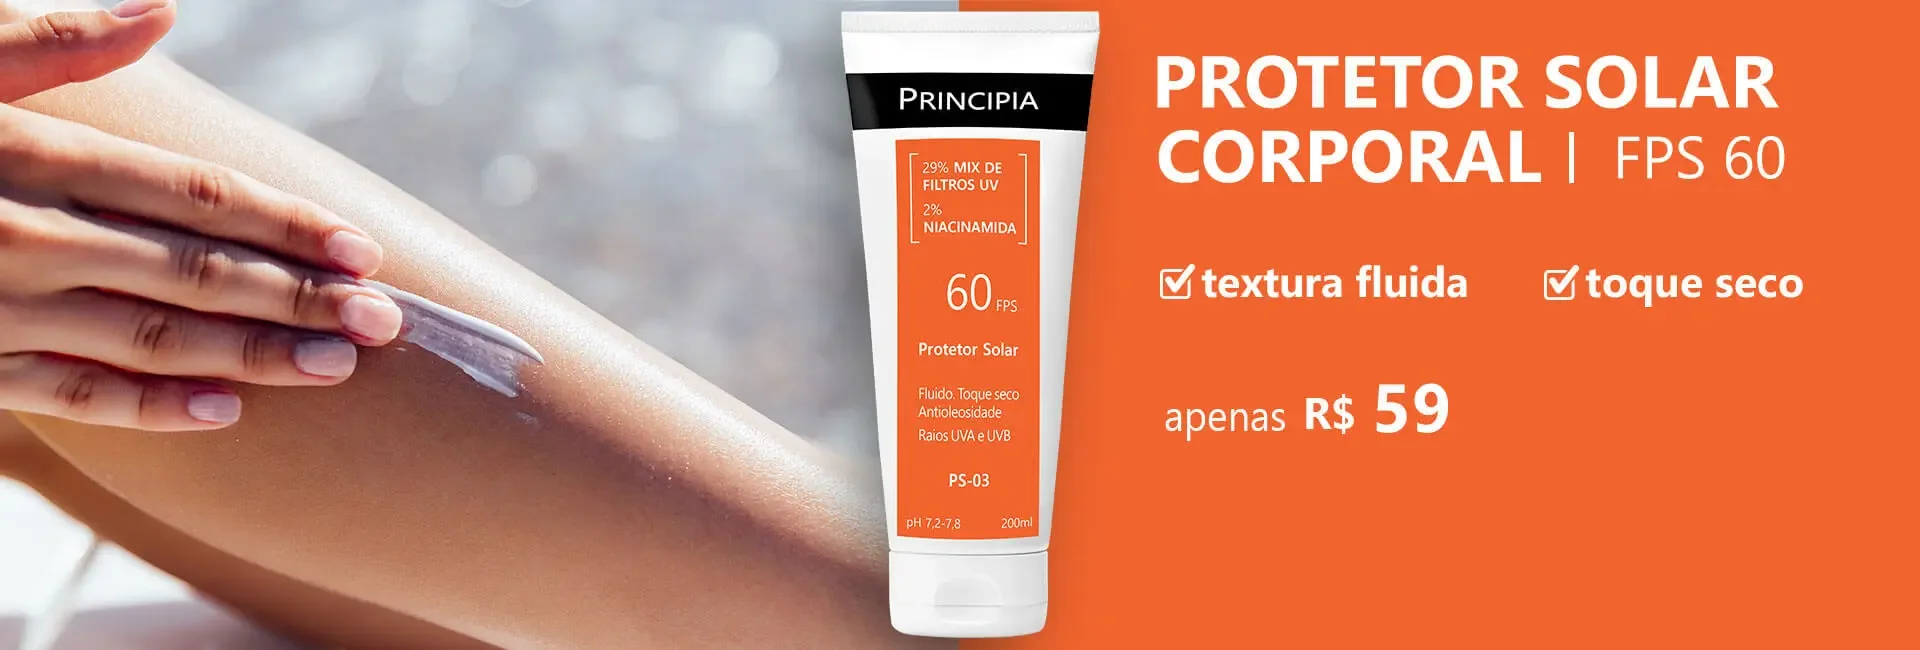 PRINCIPIA
29% MIX DE
FILTROS UV
2%
NIACINAMIDA
60 FPS
Protetor Solar
Fluido. Toque seco
Antioleosidade
Raios UVA e UVB
PS-03
pH 7,2-7,8 200ml
PROTETOR SOLAR
CORPORAL | FPS 60
textura fluida toque seco
apenas R$ 59